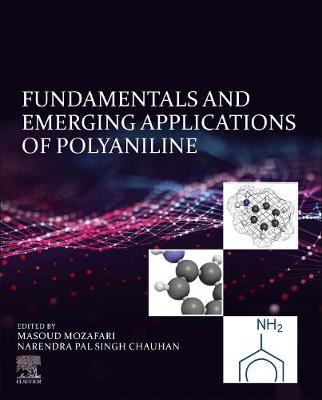 FUNDAMENTALS AND
EMERGING APPLICATIONS
OF POLYANILINE
NH2
EDITED BY
MASOUD MOZAFARI
NARENDRA PAL SINGH CHAUHAN
ELSEVIER